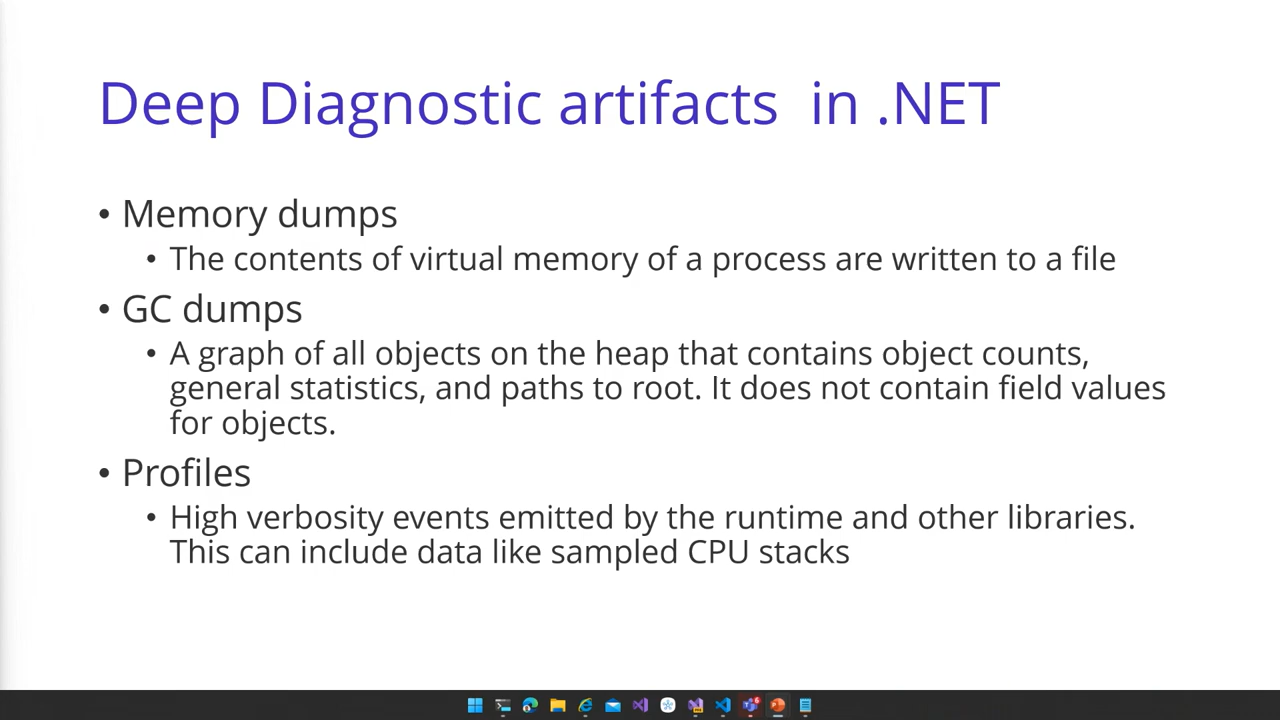 Deep Diagnostic artifacts in .NET
• Memory dumps
• The contents of virtual memory of a process are written to a file
• GC dumps
• A graph of all objects on the heap that contains object counts,
general statistics, and paths to root. It does not contain field values
for objects.
• Profiles
• High verbosity events emitted by the runtime and other libraries.
This can include data like sampled CPU stacks